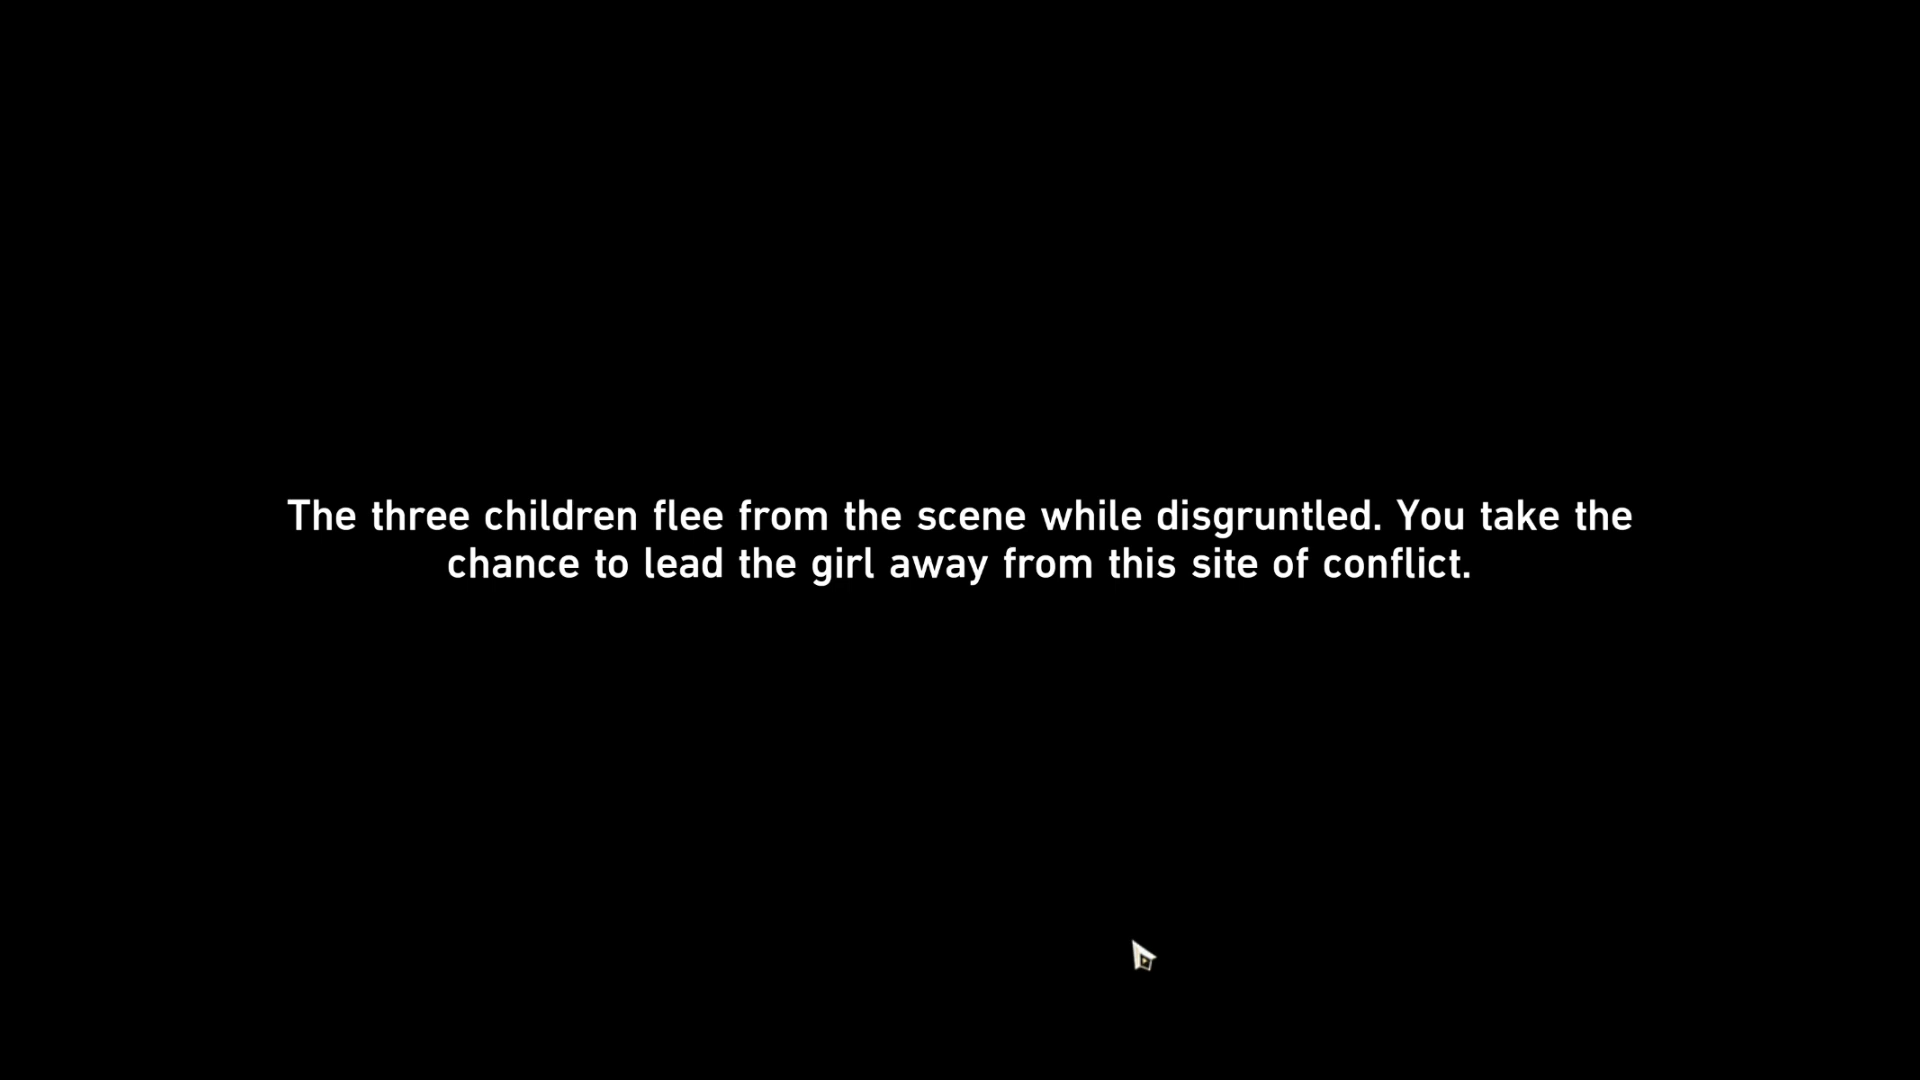 The three children flee from the scene while disgruntled. You take the
chance to lead the girl away from this site of conflict.